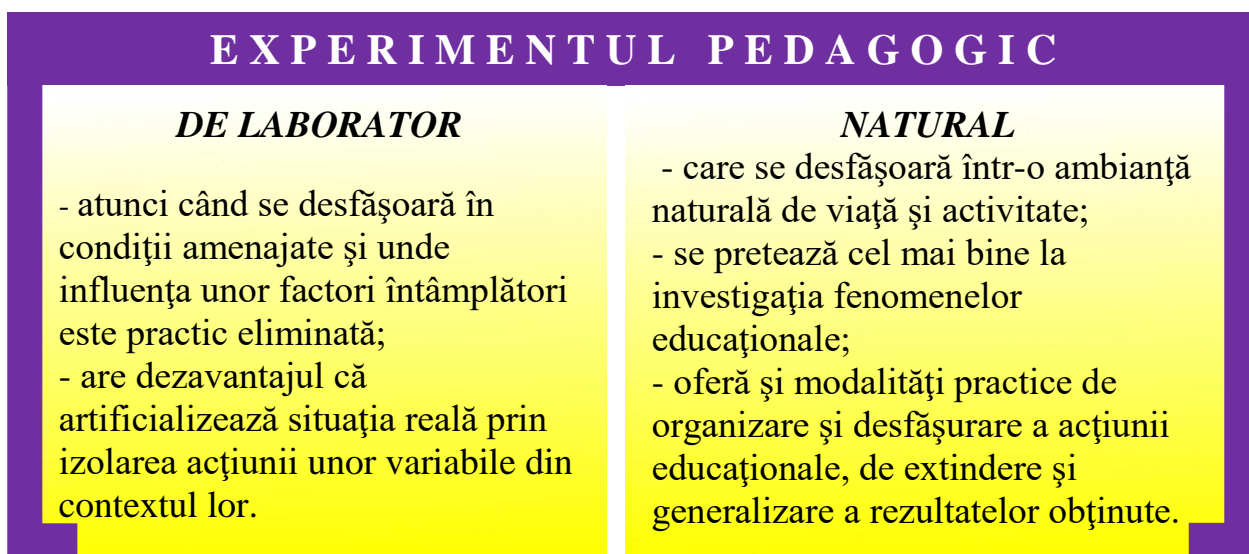 EXPERIMENTUL PEDAGOGIC
DE LABORATOR
- atunci când se desfăşoară în
condiţii amenajate şi unde
influenţa unor factori întâmplători
este practic eliminată;
- are dezavantajul că
artificializează situaţia reală prin
izolarea acţiunii unor variabile din
contextul lor.
NATURAL
- care se desfăşoară într-o ambianţă
naturală de viaţă şi activitate;
- se pretează cel mai bine la
investigaţia fenomenelor
educaţionale;
- oferă şi modalităţi practice de
organizare şi desfăşurare a acţiunii
educaţionale, de extindere şi
generalizare a rezultatelor obţinute.